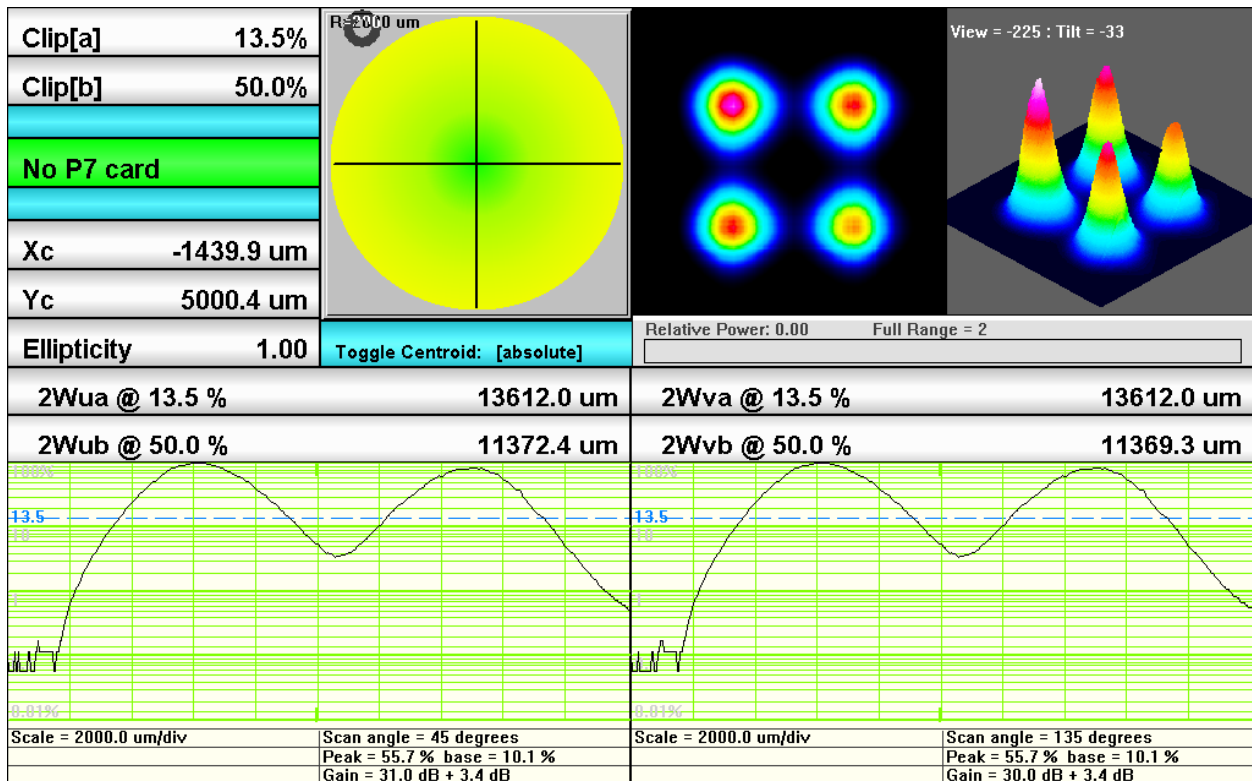 Clip[a] 13.5%
Clip[b] 50.0%
No P7 card
Xc -1439.9 um
Yc 5000.4 um
Ellipticity 1.00
R=2000 um
Toggle Centroid: [absolute]
View = -225 : Tilt = -33
Relative Power: 0.00 Full Range = 2
2Wua @ 13.5 % 13612.0 um
2Wva @ 13.5 % 13612.0 um
2Wub @ 50.0 % 11372.4 um
2Wvb @ 50.0 % 11369.3 um
100%
13.5
10
1
0.01%
100%
13.5
10
1
0.01%
Scale = 2000.0 um/div
Scan angle = 45 degrees
Peak = 55.7 % base = 10.1 %
Gain = 31.0 dB + 3.4 dB
Scale = 2000.0 um/div
Scan angle = 135 degrees
Peak = 55.7 % base = 10.1 %
Gain = 30.0 dB + 3.4 dB